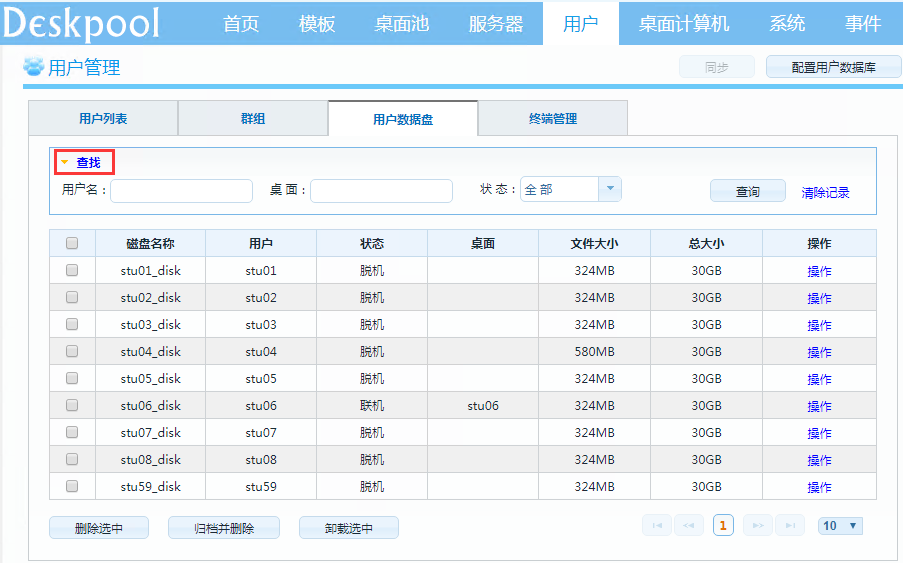 Deskpool 首页 模板 桌面池 服务器 用户 桌面计算机 系统 事件
用户管理 同步 配置用户数据库
用户列表 群组 用户数据盘 终端管理
查找
用户名： 桌 面： 状 态： 全 部 查询 清除记录
磁盘名称 用户 状态 桌面 文件大小 总大小 操作
stu01_disk stu01 脱机 324MB 30GB 操作
stu02_disk stu02 脱机 324MB 30GB 操作
stu03_disk stu03 脱机 324MB 30GB 操作
stu04_disk stu04 脱机 580MB 30GB 操作
stu05_disk stu05 脱机 324MB 30GB 操作
stu06_disk stu06 联机 stu06 324MB 30GB 操作
stu07_disk stu07 脱机 324MB 30GB 操作
stu08_disk stu08 脱机 324MB 30GB 操作
stu59_disk stu59 脱机 324MB 30GB 操作
删除选中 归档并删除 卸载选中 1 10